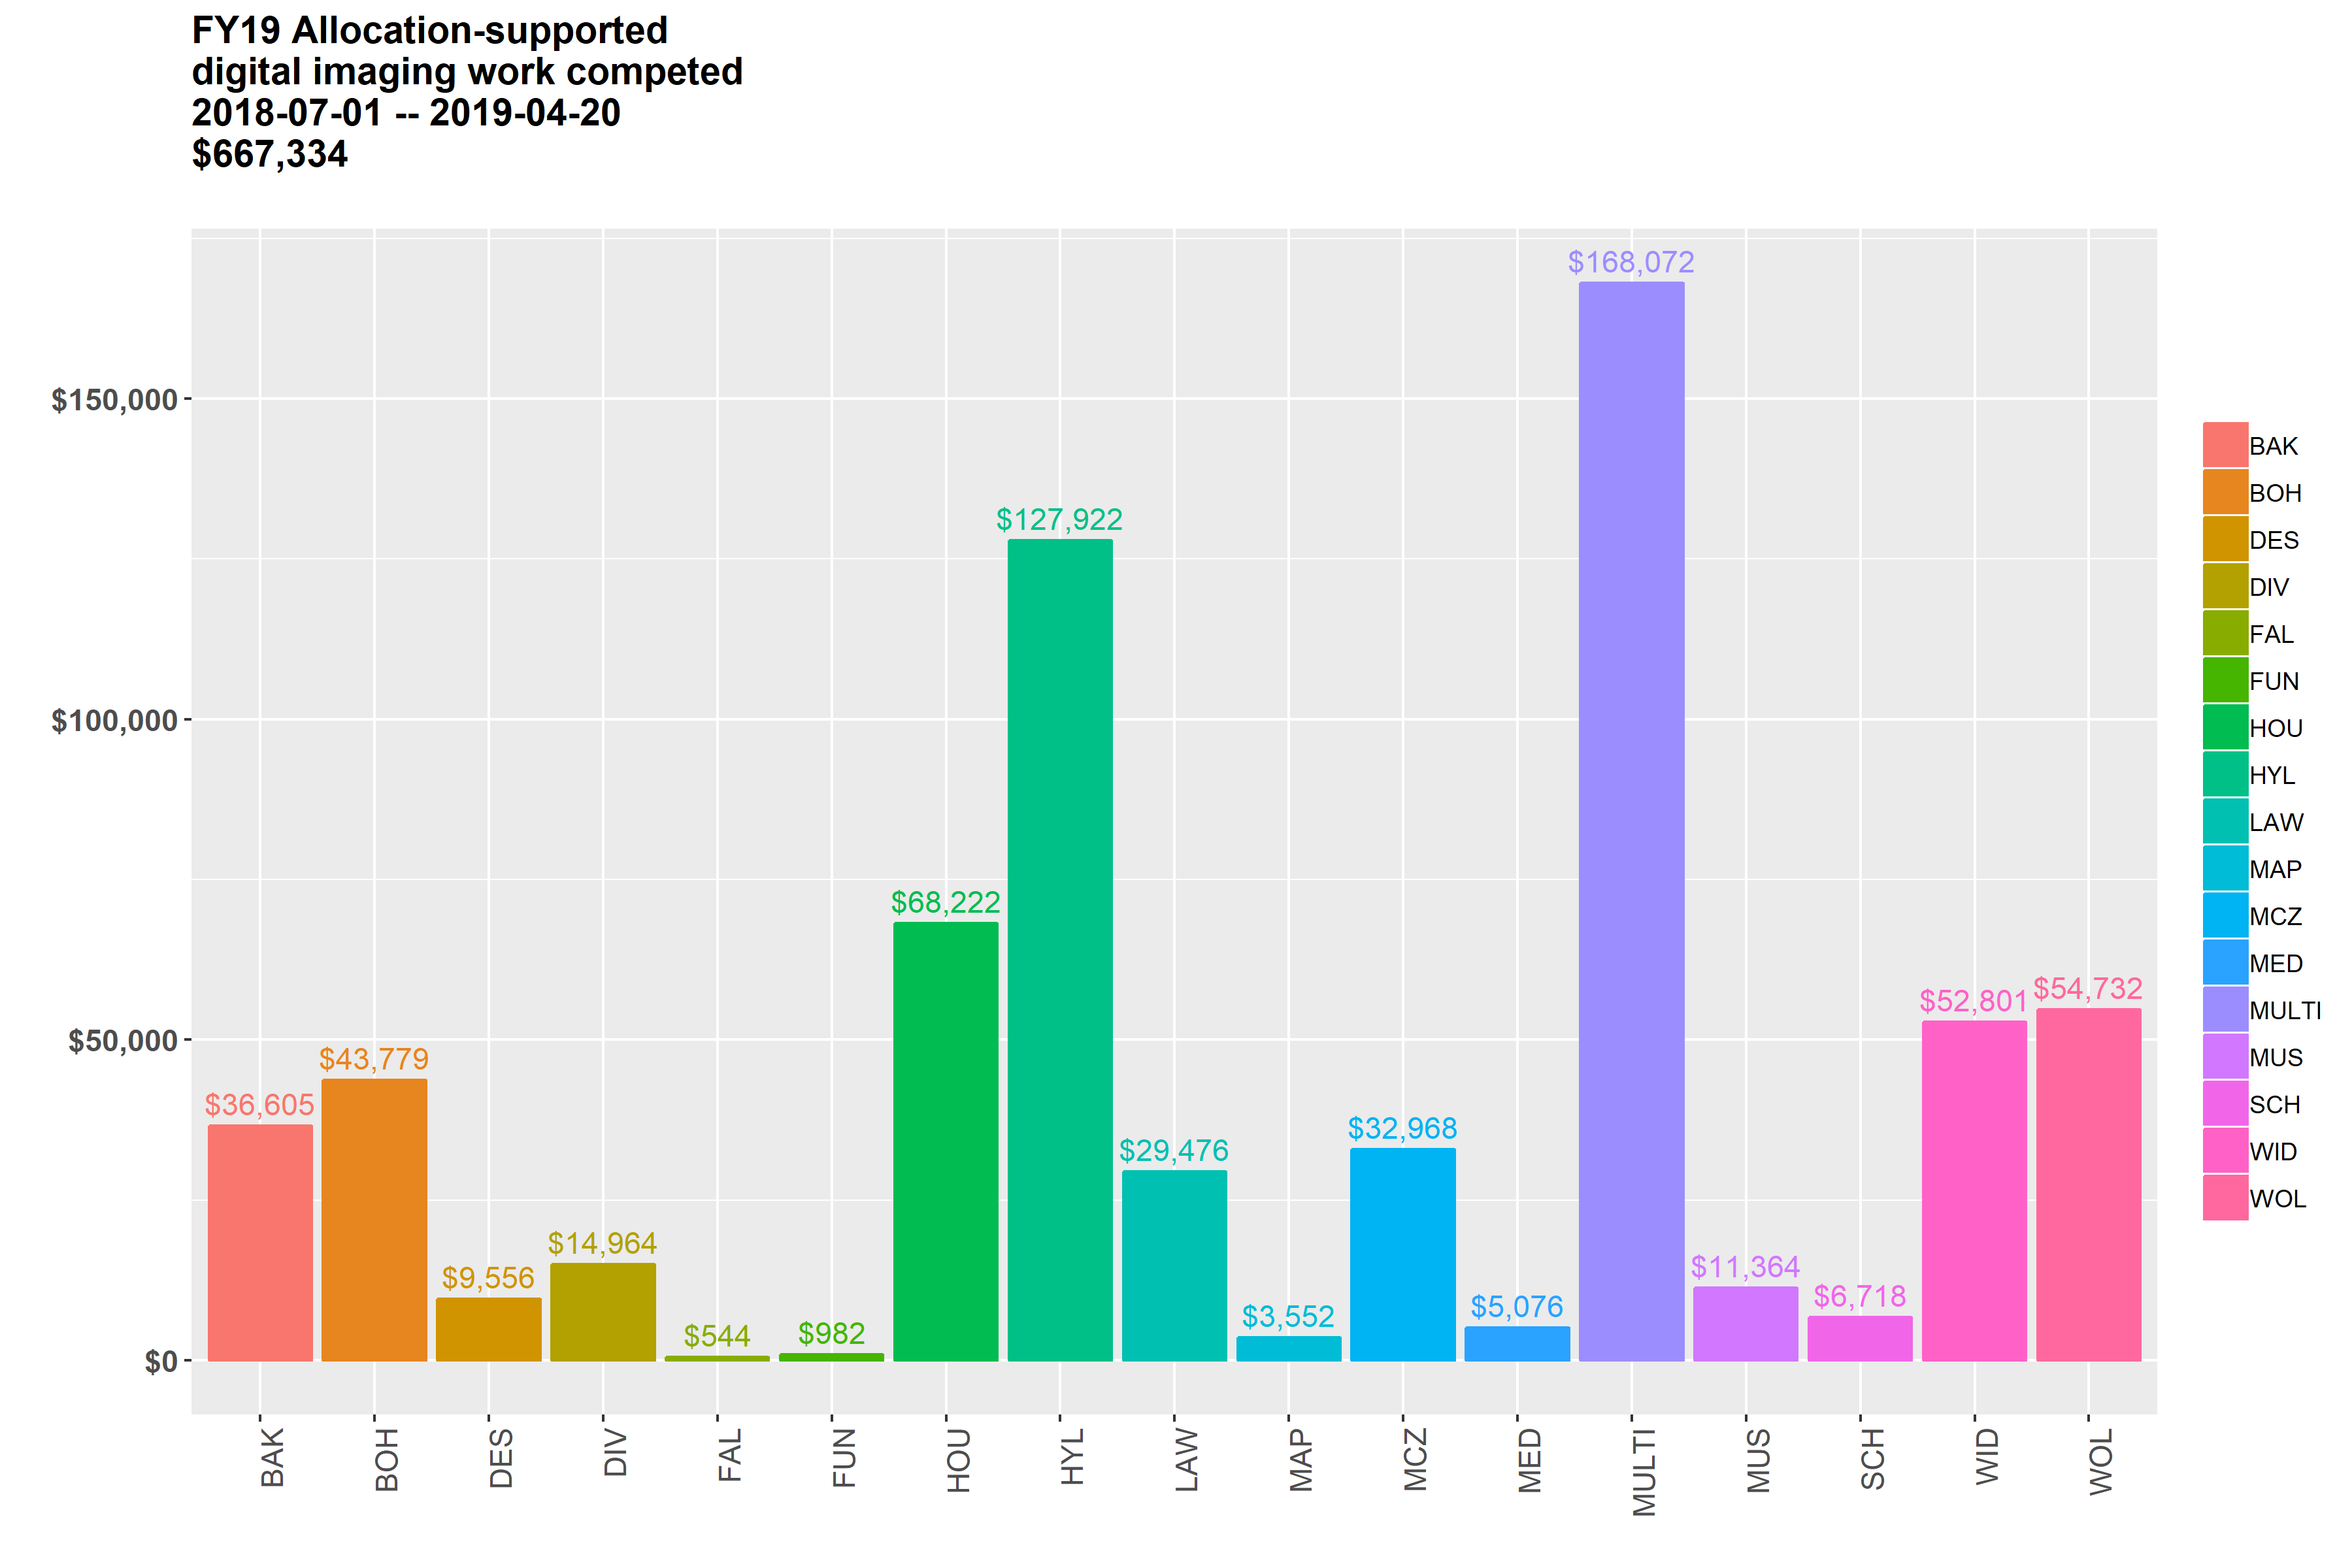 FY19 Allocation-supported
digital imaging work competed
2018-07-01 -- 2019-04-20
$667,334
$150,000
$100,000
$50,000
$0
$36,605
$43,779
$9,556
$14,964
$544
$982
$68,222
$127,922
$29,476
$3,552
$32,968
$5,076
$168,072
$11,364
$6,718
$52,801
$54,732
BAK
BOH
DES
DIV
FAL
FUN
HOU
HYL
LAW
MAP
MCZ
MED
MULTI
MUS
SCH
WID
WOL
BAK
BOH
DES
DIV
FAL
FUN
HOU
HYL
LAW
MAP
MCZ
MED
MULTI
MUS
SCH
WID
WOL